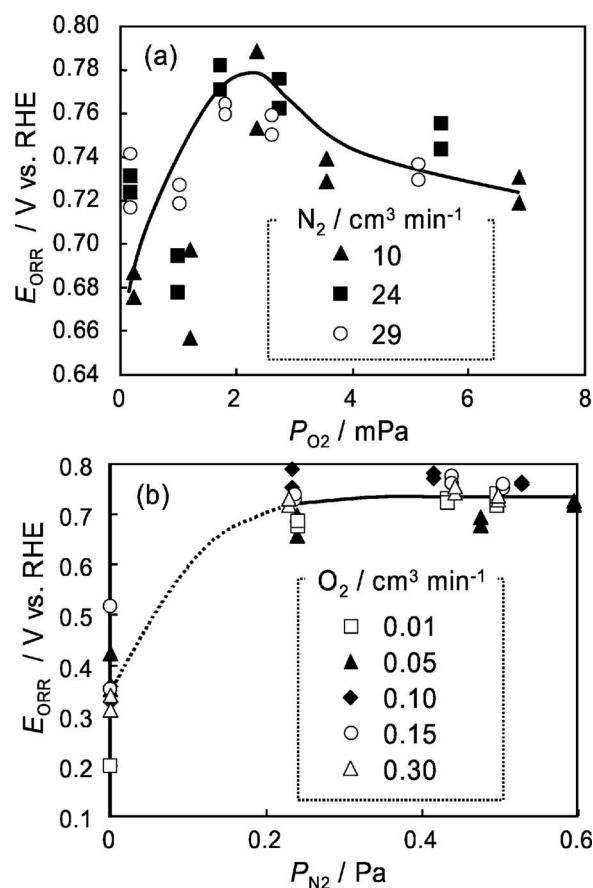 (a)
0.80
0.78
0.76
0.74
0.72
0.70
0.68
0.66
0.64
E_ORR / V vs. RHE
N₂ / cm³ min⁻¹
▲ 10
■ 24
○ 29
0 2 4 6 8
P_O2 / mPa
(b)
0.8
0.7
0.6
0.5
0.4
0.3
0.2
0.1
E_ORR / V vs. RHE
O₂ / cm³ min⁻¹
□ 0.01
▲ 0.05
◆ 0.10
○ 0.15
△ 0.30
0 0.2 0.4 0.6
P_N2 / Pa